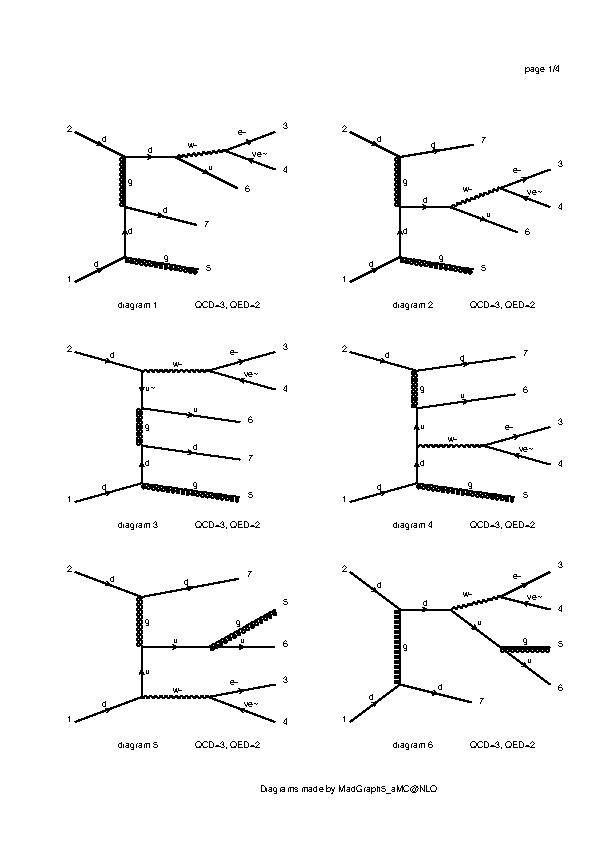 page 1/4
2 d d w- e- 3
ve~ 4
g u 6
d 7
d
1 d g 5
diagram 1 QCD=3, QED=2
2 d d 7
g w- e- 3
ve~ 4
d u 6
d
1 d g 5
diagram 2 QCD=3, QED=2
2 d w- e- 3
ve~ 4
u~
u 6
g
d 7
d
1 d g 5
diagram 3 QCD=3, QED=2
2 d d 7
g u 6
u e- 3
w- ve~ 4
d
1 d g 5
diagram 4 QCD=3, QED=2
2 d d 7
g g 5
u u 6
u
e- 3
1 d w- ve~ 4
diagram 5 QCD=3, QED=2
2 d e- 3
d w- ve~ 4
g u g 5
u 6
1 d d 7
diagram 6 QCD=3, QED=2
Diagrams made by MadGraph5_aMC@NLO